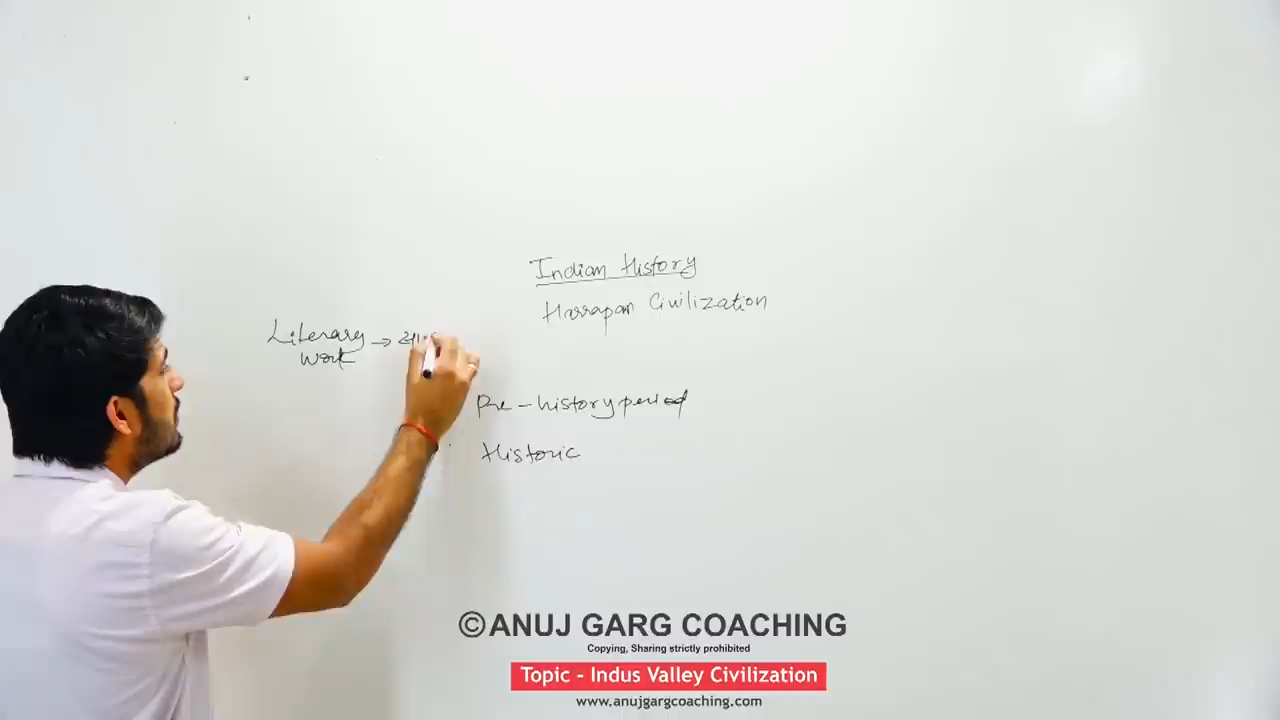 Indian History
Harrapan Civilization
Literary →
Work
Pre - history period
Historic
©ANUJ GARG COACHING
Copying, Sharing strictly prohibited
Topic - Indus Valley Civilization
www.anujgargcoaching.com